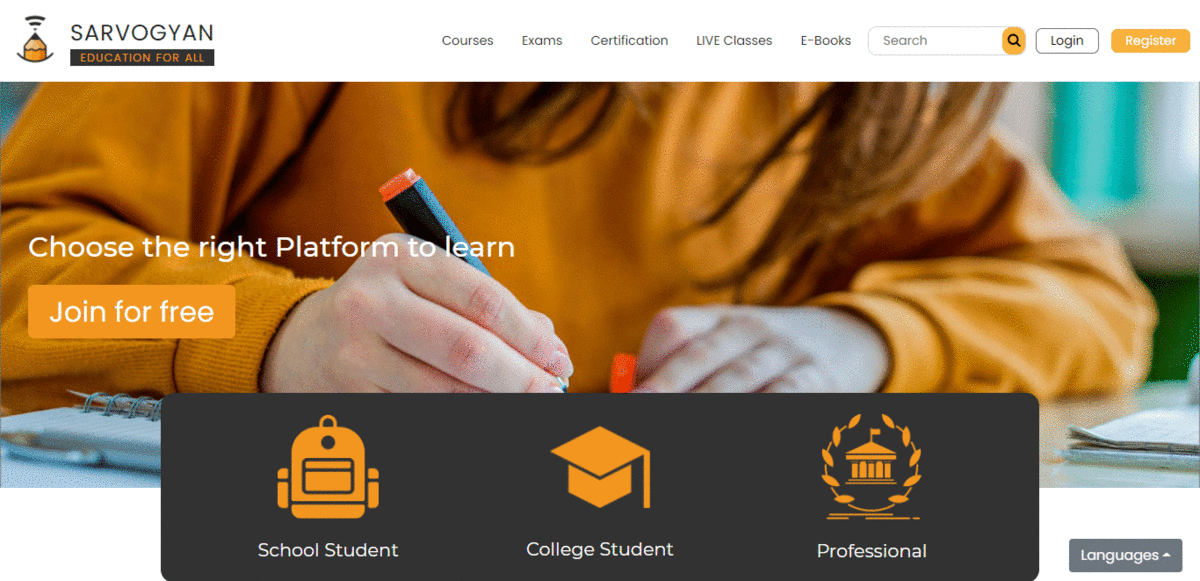 SARVOGYAN
EDUCATION FOR ALL
Courses Exams Certification LIVE Classes E-Books Search Login Register
Choose the right Platform to learn
Join for free
School Student College Student Professional
Languages